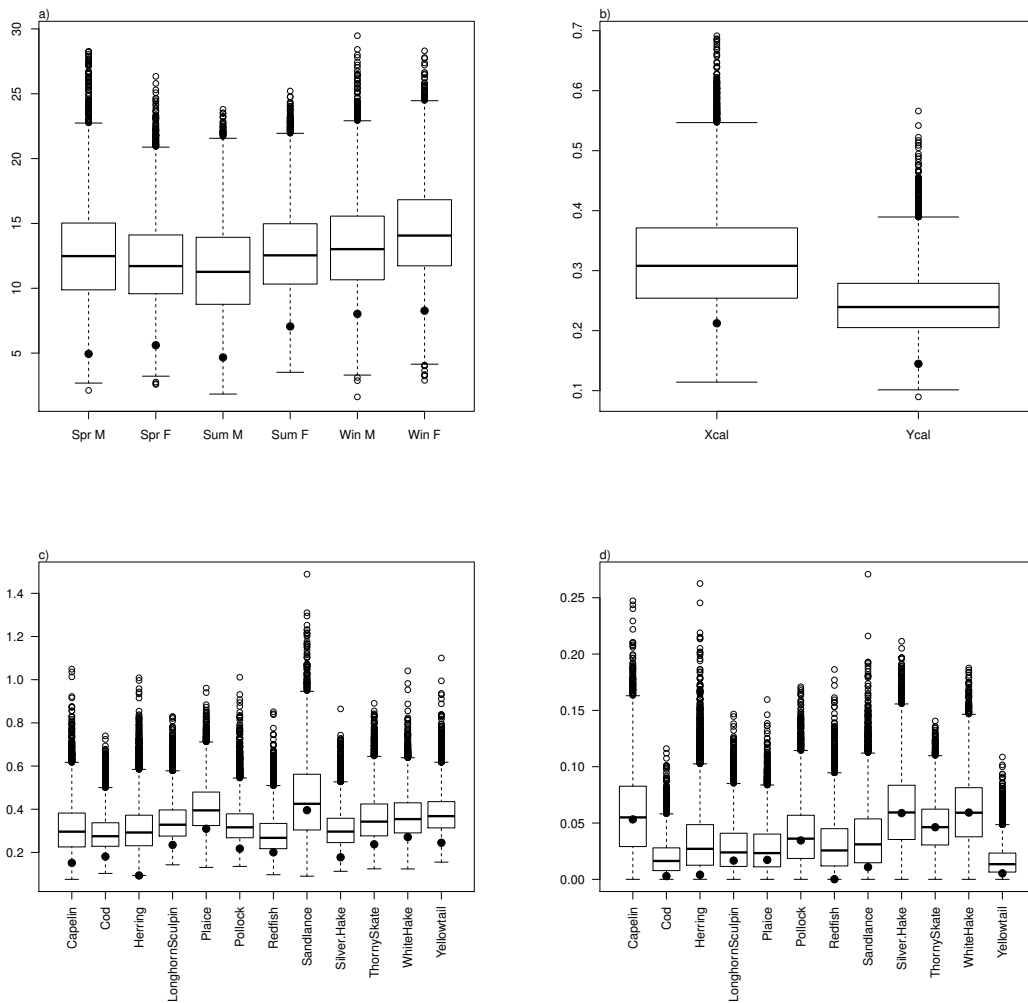 a)
30
25
20
15
10
5
Spr M Spr F Sum M Sum F Win M Win F
b)
0.7
0.6
0.5
0.4
0.3
0.2
0.1
Xcal Ycal
c)
1.4
1.2
1.0
0.8
0.6
0.4
0.2
Capelin
Cod
Herring
LonghornSculpin
Plaice
Pollock
Redfish
Sandlance
Silver.Hake
ThornySkate
WhiteHake
Yellowtail
d)
0.25
0.20
0.15
0.10
0.05
0.00
Capelin
Cod
Herring
LonghornSculpin
Plaice
Pollock
Redfish
Sandlance
Silver.Hake
ThornySkate
WhiteHake
Yellowtail